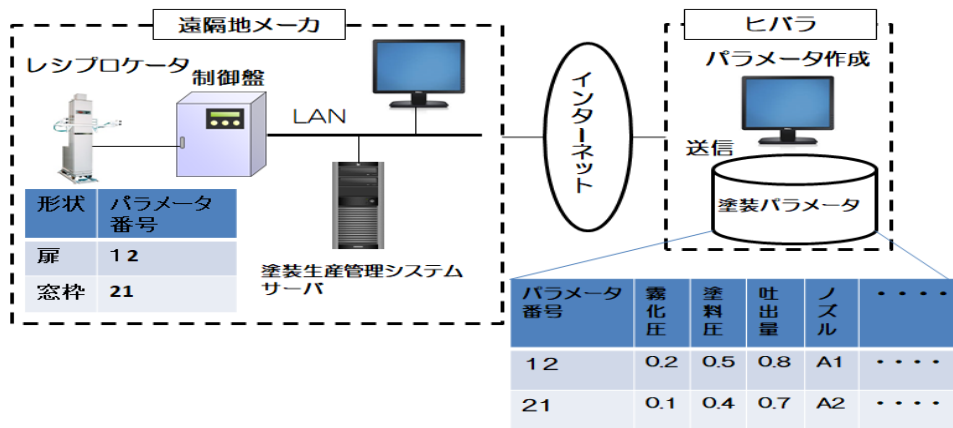 遠隔地メーカ
ヒバラ
レシプロケータ
制御盤
LAN
インターネット
パラメータ作成
送信
塗装パラメータ
形状 パラメータ
番号
扉 12
窓枠 21
塗装生産管理システム
サーバ
パラメータ
番号 霧化圧 塗料圧 吐出量 ノズル ・・・・
12 0.2 0.5 0.8 A1 ・・・・
21 0.1 0.4 0.7 A2 ・・・・